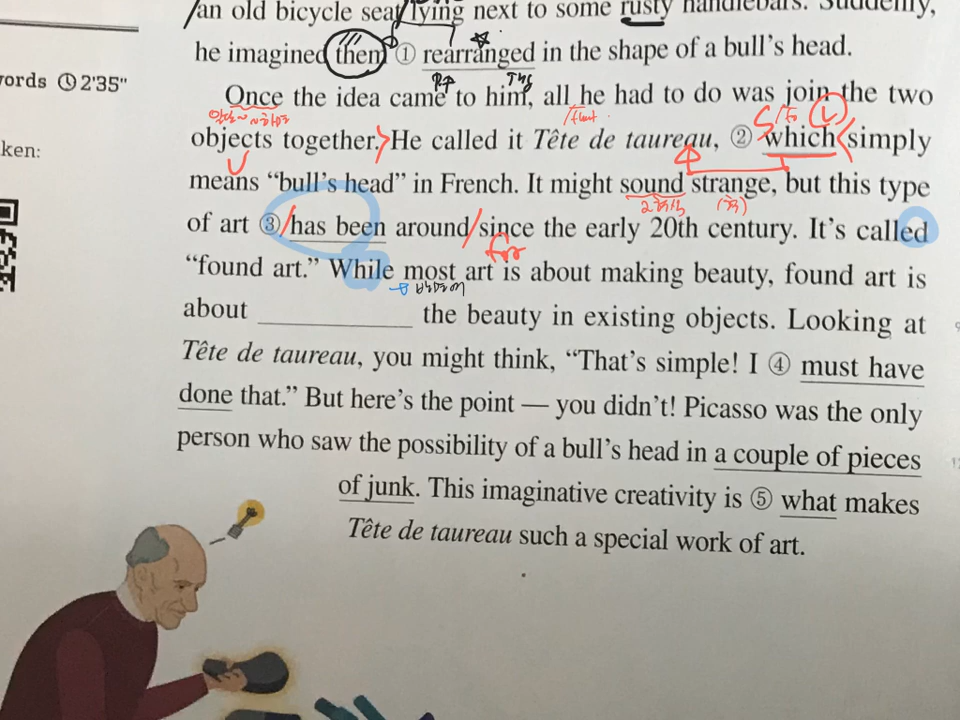 an old bicycle seat lying next to some rusty handlebars. Suddenly,
he imagined them ① rearranged in the shape of a bull's head.
words 2'35"
Once the idea came to him, all he had to do was join the two
objects together. He called it Tête de taureau, ② which simply
ken:
means "bull's head" in French. It might sound strange, but this type
of art ③ has been around since the early 20th century. It's called
for
"found art." While most art is about making beauty, found art is
about ____________ the beauty in existing objects. Looking at
Tête de taureau, you might think, "That's simple! I ④ must have
done that." But here's the point — you didn't! Picasso was the only
person who saw the possibility of a bull's head in a couple of pieces
of junk. This imaginative creativity is ⑤ what makes
Tête de taureau such a special work of art.